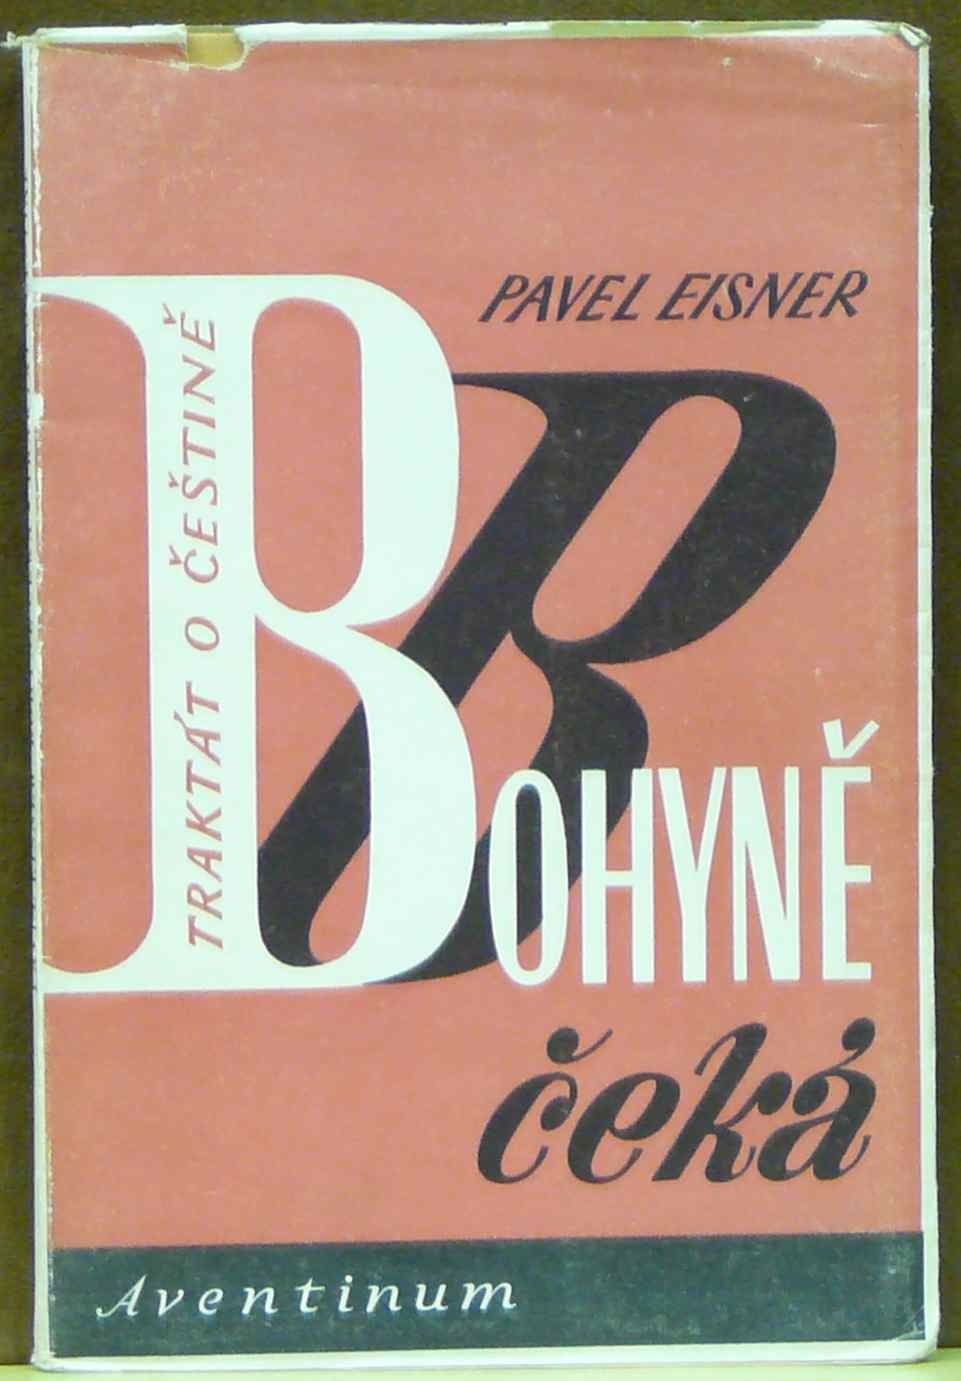 PAVEL EISNER
TRAKTÁT O ČEŠTINĚ
BOHYNĚ
čeká
Aventinum